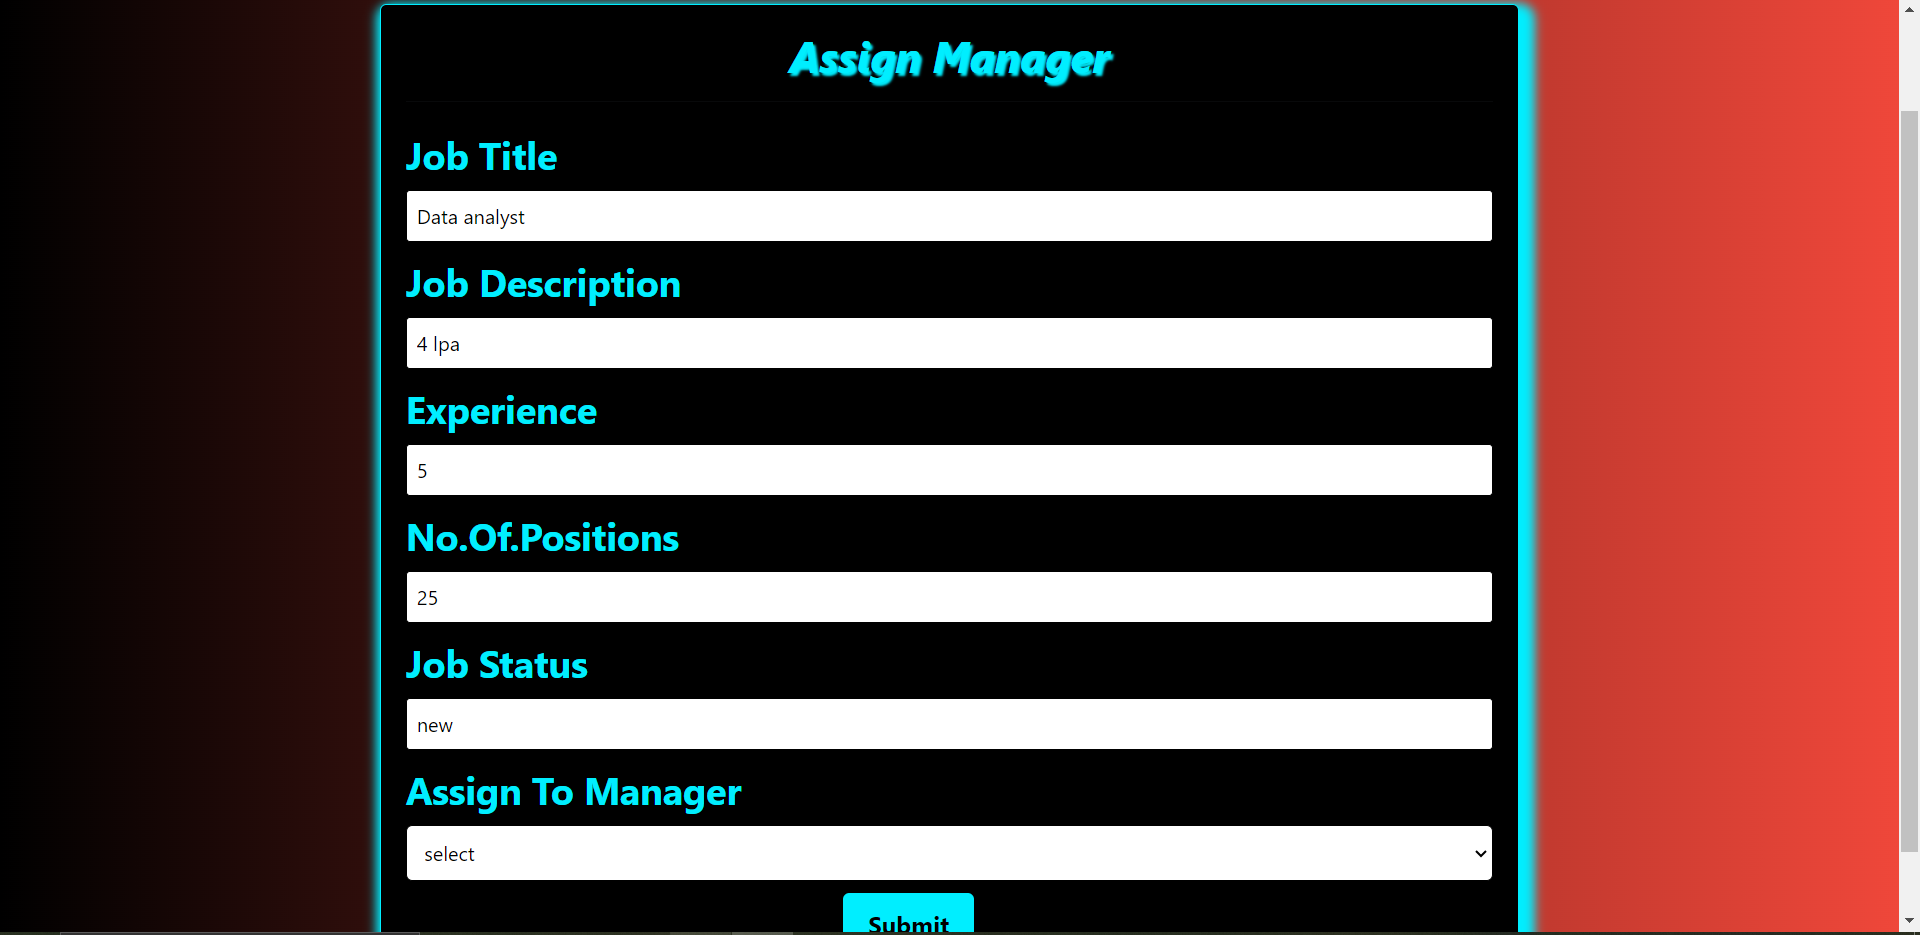 Assign Manager
Job Title
Data analyst
Job Description
4 lpa
Experience
5
No.Of.Positions
25
Job Status
new
Assign To Manager
select
Submit